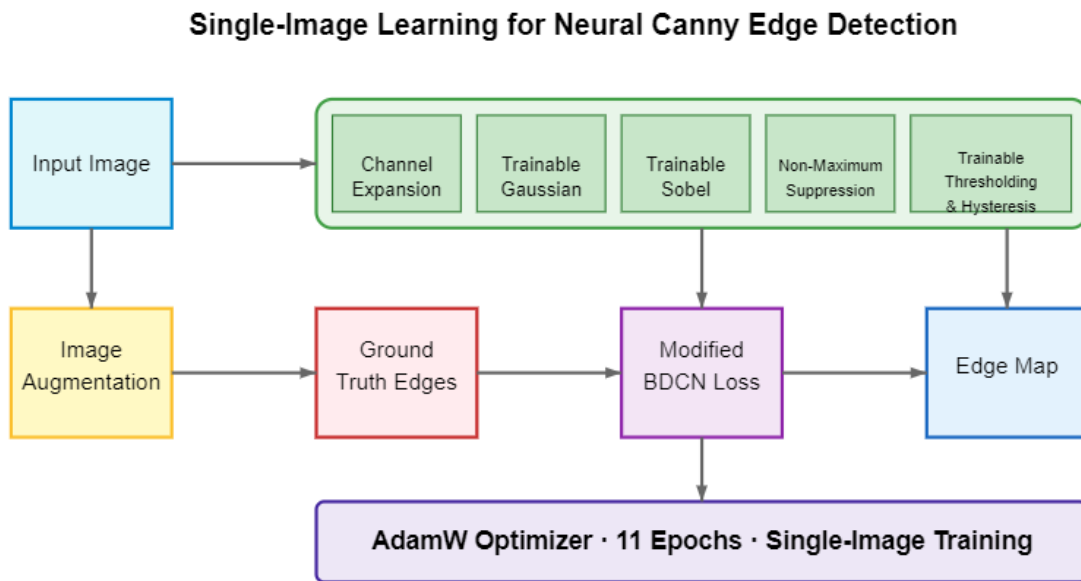 Single-Image Learning for Neural Canny Edge Detection
Input Image
Channel
Expansion
Trainable
Gaussian
Trainable
Sobel
Non-Maximum
Suppression
Trainable
Thresholding
& Hysteresis
Image
Augmentation
Ground
Truth Edges
Modified
BDCN Loss
Edge Map
AdamW Optimizer · 11 Epochs · Single-Image Training